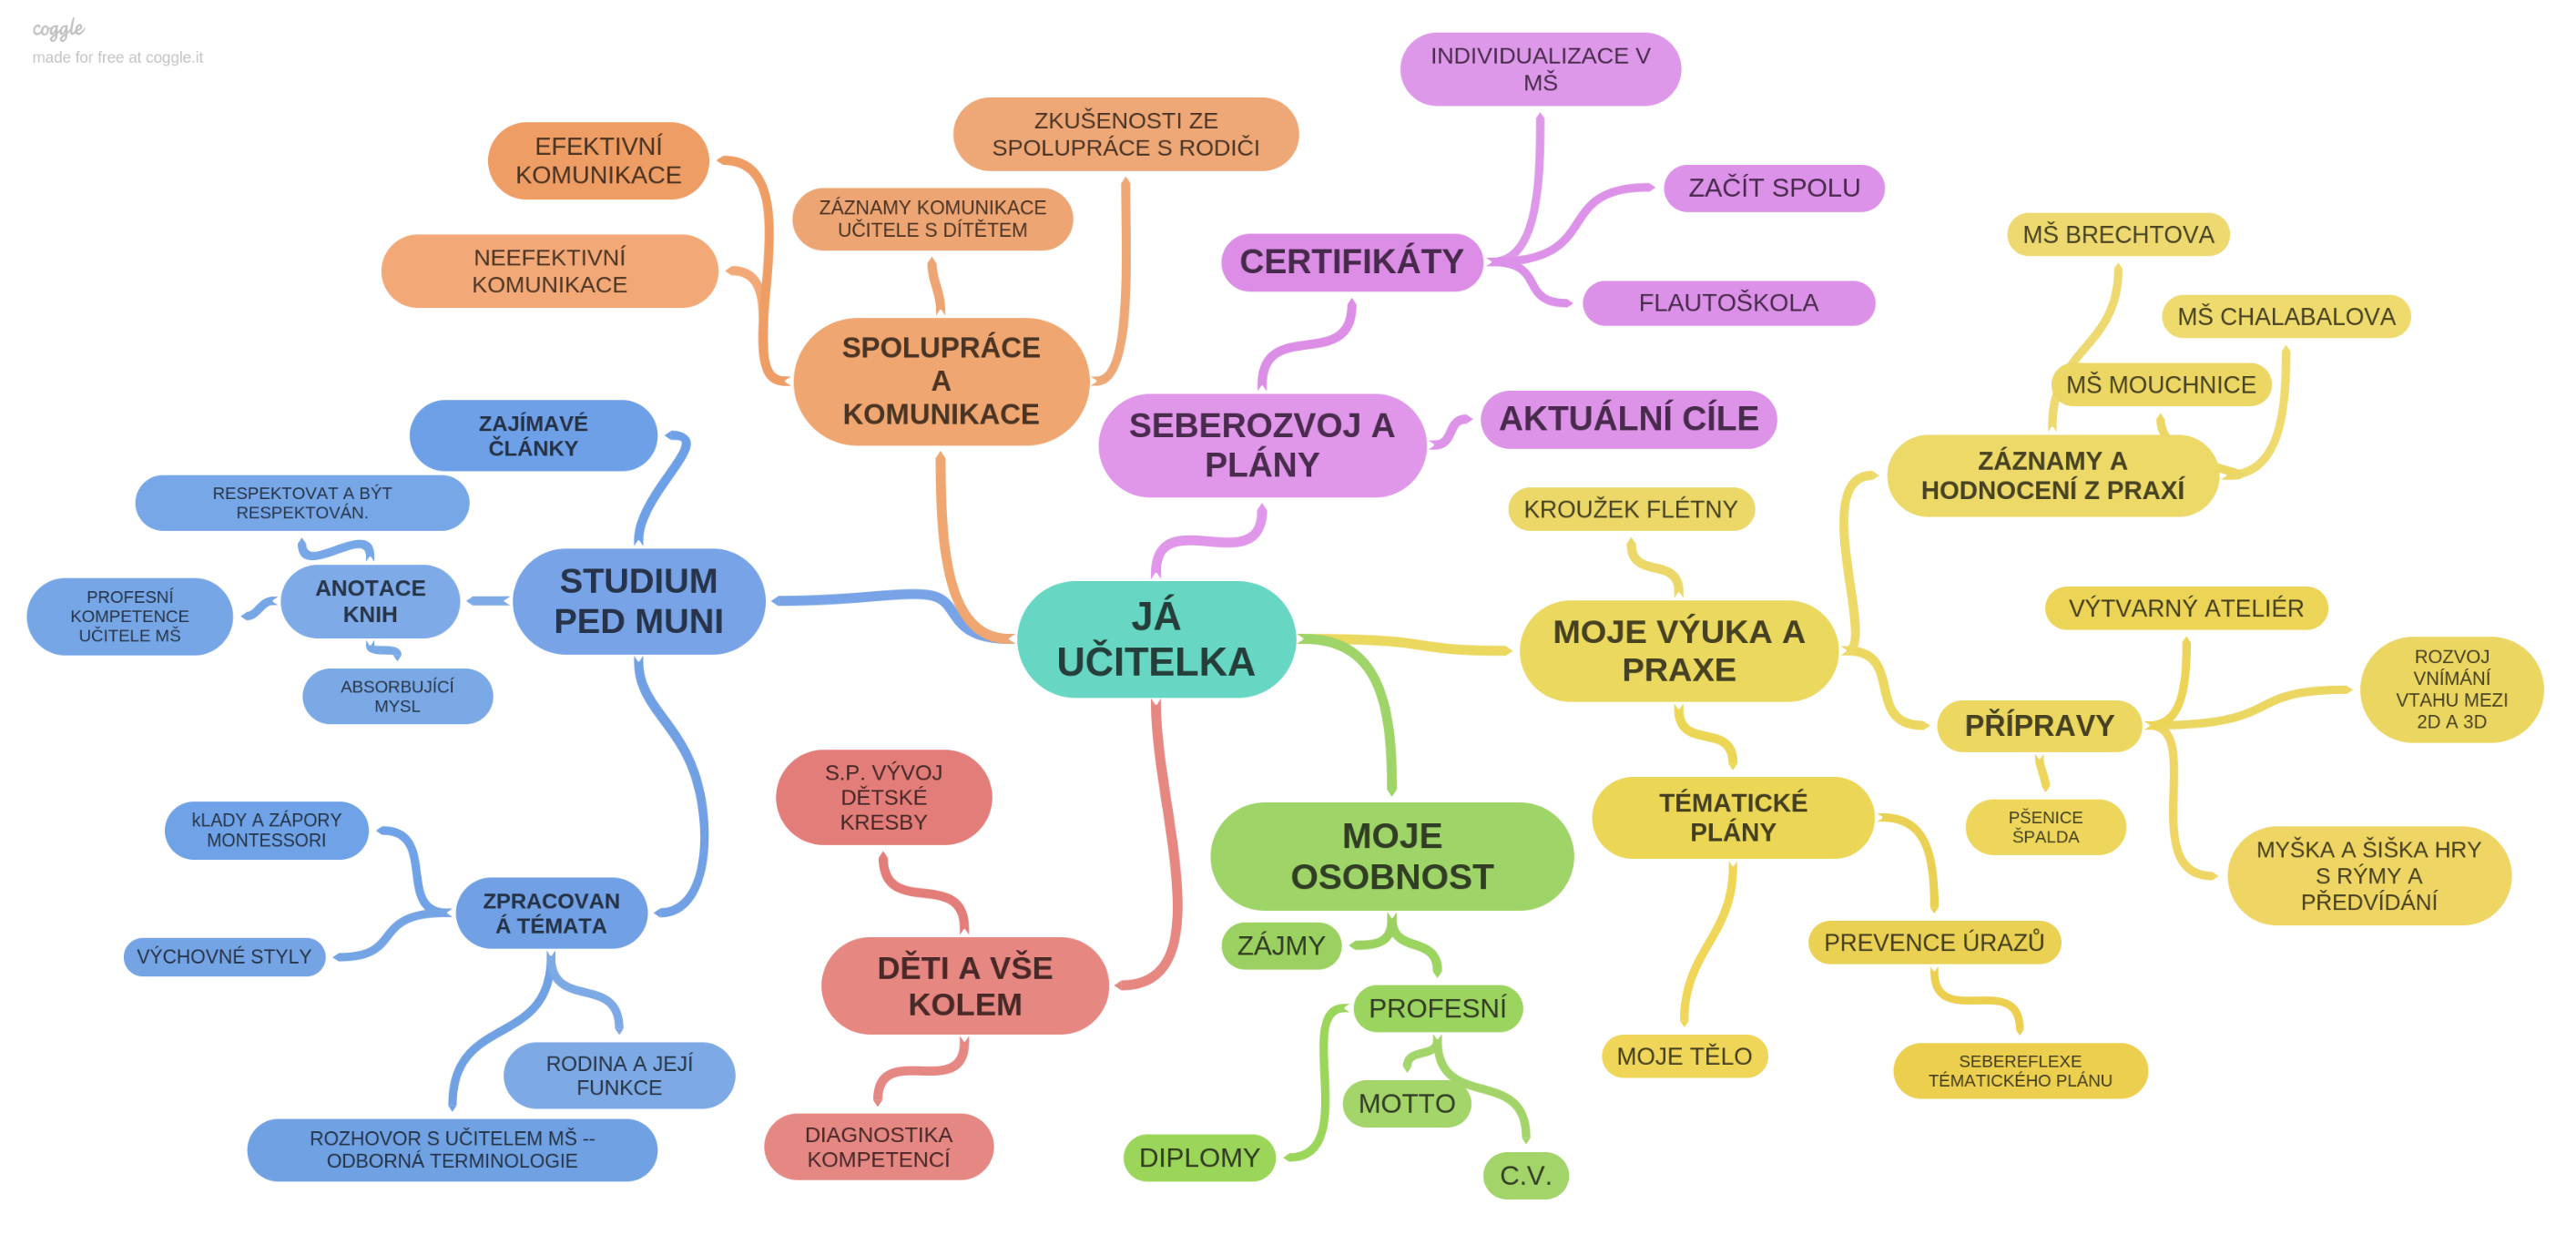 coggle
made for free at coggle.it
INDIVIDUALIZACE V
MŠ
ZAČÍT SPOLU
FLAUTOŠKOLA
CERTIFIKÁTY
SEBEROZVOJ A
PLÁNY
AKTUÁLNÍ CÍLE
EFEKTIVNÍ
KOMUNIKACE
NEEFEKTIVNÍ
KOMUNIKACE
ZÁZNAMY KOMUNIKACE
UČITELE S DÍTĚTEM
ZKUŠENOSTI ZE
SPOLUPRÁCE S RODIČI
SPOLUPRÁCE
A
KOMUNIKACE
ZAJÍMAVÉ
ČLÁNKY
RESPEKTOVAT A BÝT
RESPEKTOVÁN.
PROFESNÍ
KOMPETENCE
UČITELE MŠ
ANOTACE
KNIH
ABSORBUJÍCÍ
MYSL
STUDIUM
PED MUNI
JÁ
UČITELKA
kLADY A ZÁPORY
MONTESSORI
VÝCHOVNÉ STYLY
ZPRACOVAN
Á TÉMATA
RODINA A JEJÍ
FUNKCE
ROZHOVOR S UČITELEM MŠ --
ODBORNÁ TERMINOLOGIE
S.P. VÝVOJ
DĚTSKÉ
KRESBY
DĚTI A VŠE
KOLEM
DIAGNOSTIKA
KOMPETENCÍ
MOJE
OSOBNOST
ZÁJMY
PROFESNÍ
MOTTO
DIPLOMY
C.V.
KROUŽEK FLÉTNY
MOJE VÝUKA A
PRAXE
MŠ BRECHTOVA
MŠ CHALABALOVA
MŠ MOUCHNICE
ZÁZNAMY A
HODNOCENÍ Z PRAXÍ
VÝTVARNÝ ATELIÉR
ROZVOJ
VNÍMÁNÍ
VTAHU MEZI
2D A 3D
PŘÍPRAVY
PŠENICE
ŠPALDA
MYŠKA A ŠIŠKA HRY
S RÝMY A
PŘEDVÍDÁNÍ
TÉMATICKÉ
PLÁNY
PREVENCE ÚRAZŮ
MOJE TĚLO
SEBEREFLEXE
TÉMATICKÉHO PLÁNU